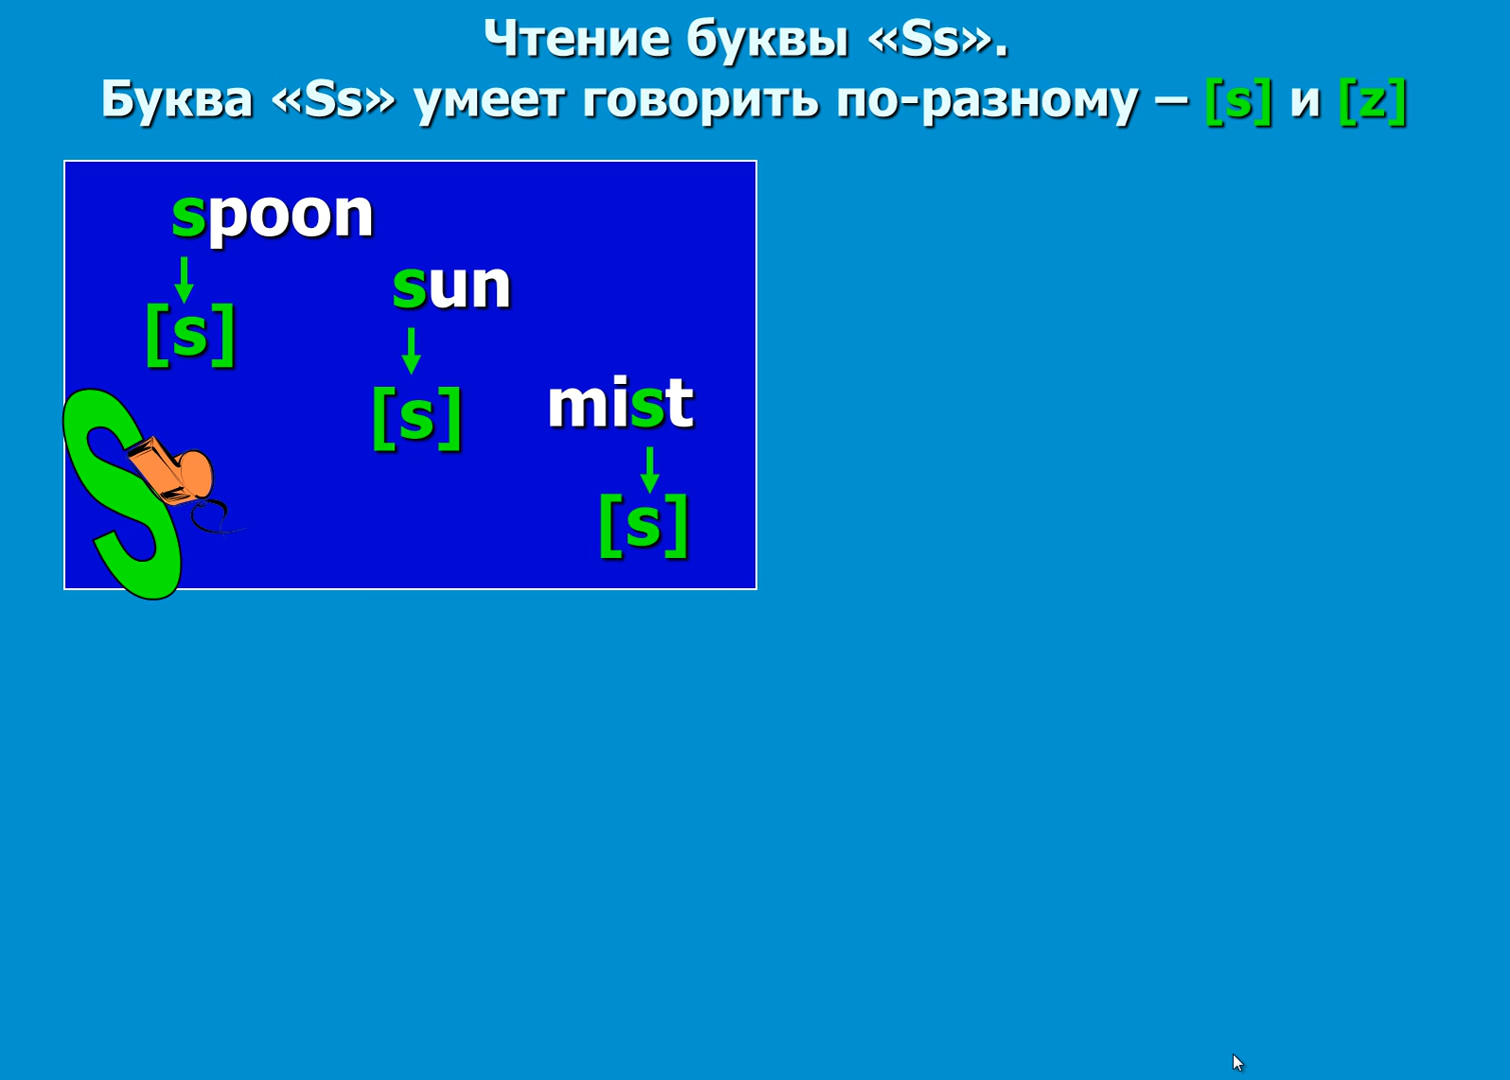 Чтение буквы «Ss».
Буква «Ss» умеет говорить по-разному – [s] и [z]
spoon
[s]
sun
[s]
mist
[s]
S